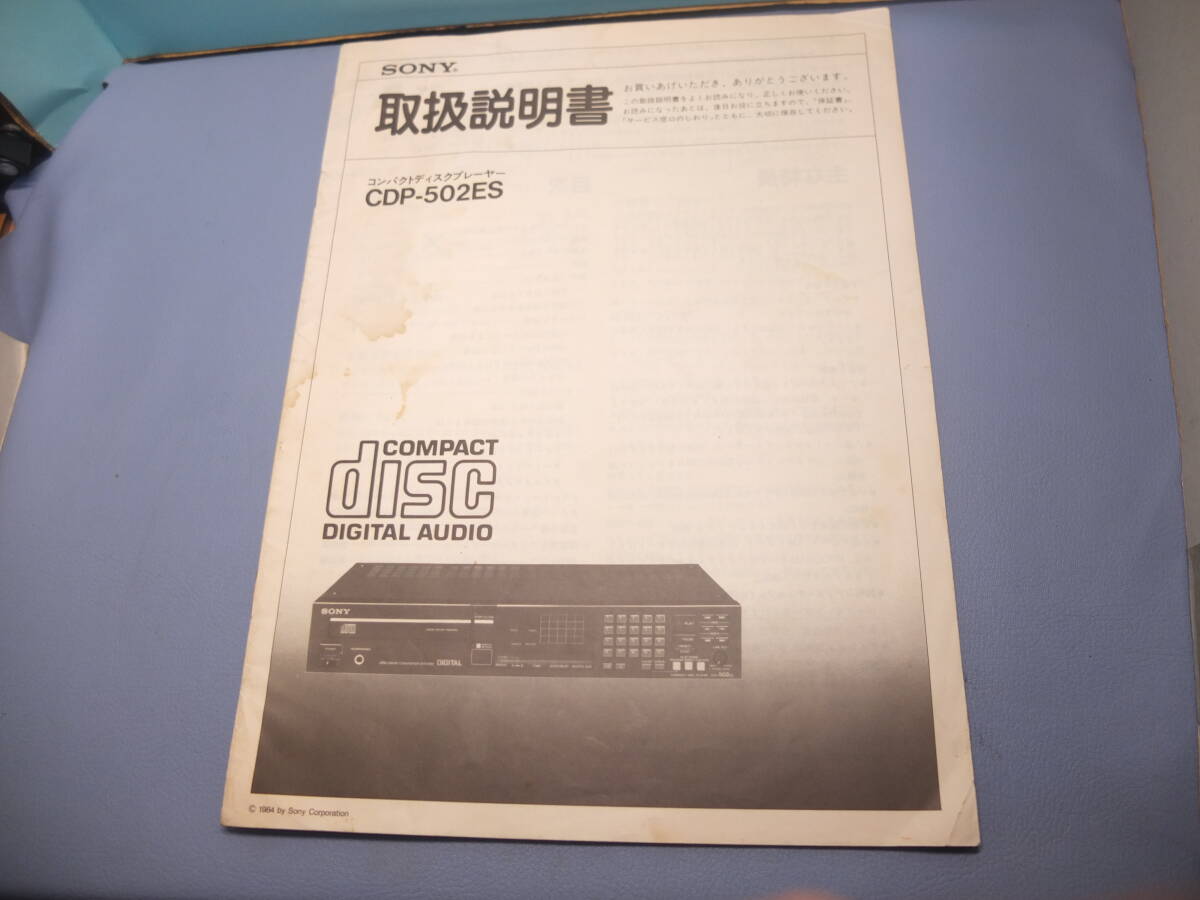 SONY®
取扱説明書
お買いあげいただき、ありがとうございます。
この取扱説明書をよくお読みになり、正しくお使いください。
お読みになったあとは、後日お役に立ちますので、「保証書」、
「サービス窓口のしおり」とともに、大切に保存してください。
コンパクトディスクプレーヤー
CDP-502ES
COMPACT
disc
DIGITAL AUDIO
SONY
DIGITAL
© 1984 by Sony Corporation